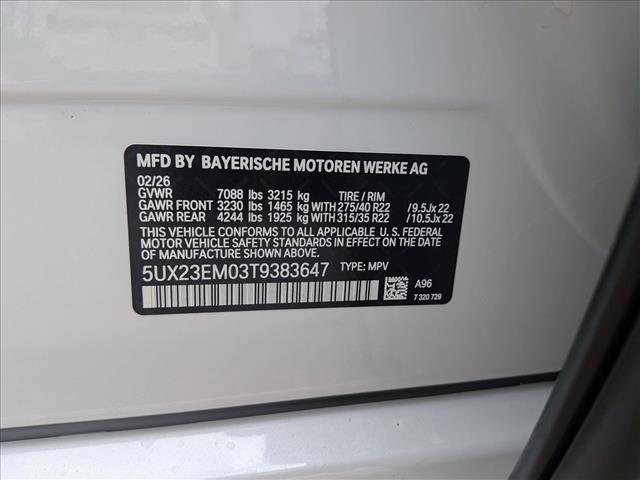 MFD BY BAYERISCHE MOTOREN WERKE AG
02/26
GVWR 7088 lbs 3215 kg TIRE / RIM
GAWR FRONT 3230 lbs 1465 kg WITH 275/40 R22 /9.5Jx22
GAWR REAR 4244 lbs 1925 kg WITH 315/35 R22 /10.5Jx22
THIS VEHICLE CONFORMS TO ALL APPLICABLE U. S. FEDERAL
MOTOR VEHICLE SAFETY STANDARDS IN EFFECT ON THE DATE
OF MANUFACTURE SHOWN ABOVE.
5UX23EM03T9383647 TYPE: MPV
A96
7 320 729